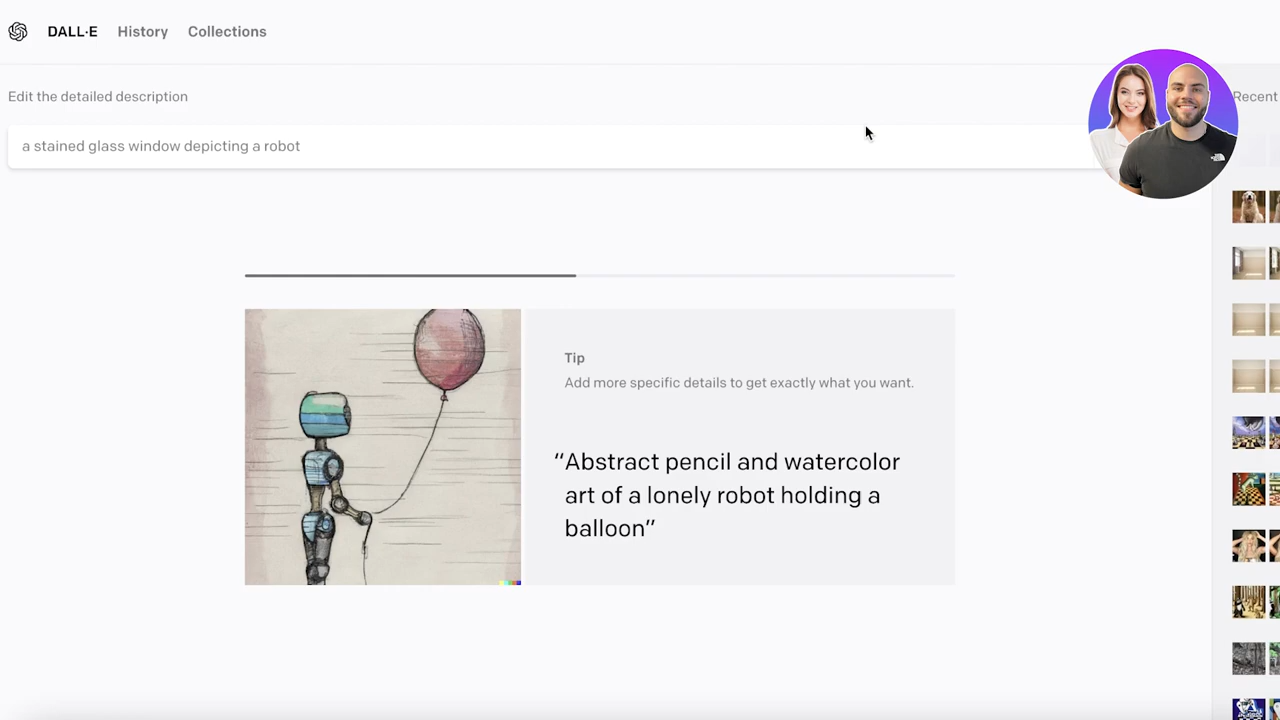 DALL·E History Collections
Edit the detailed description
Recent
a stained glass window depicting a robot
Tip
Add more specific details to get exactly what you want.
“Abstract pencil and watercolor
art of a lonely robot holding a
balloon”